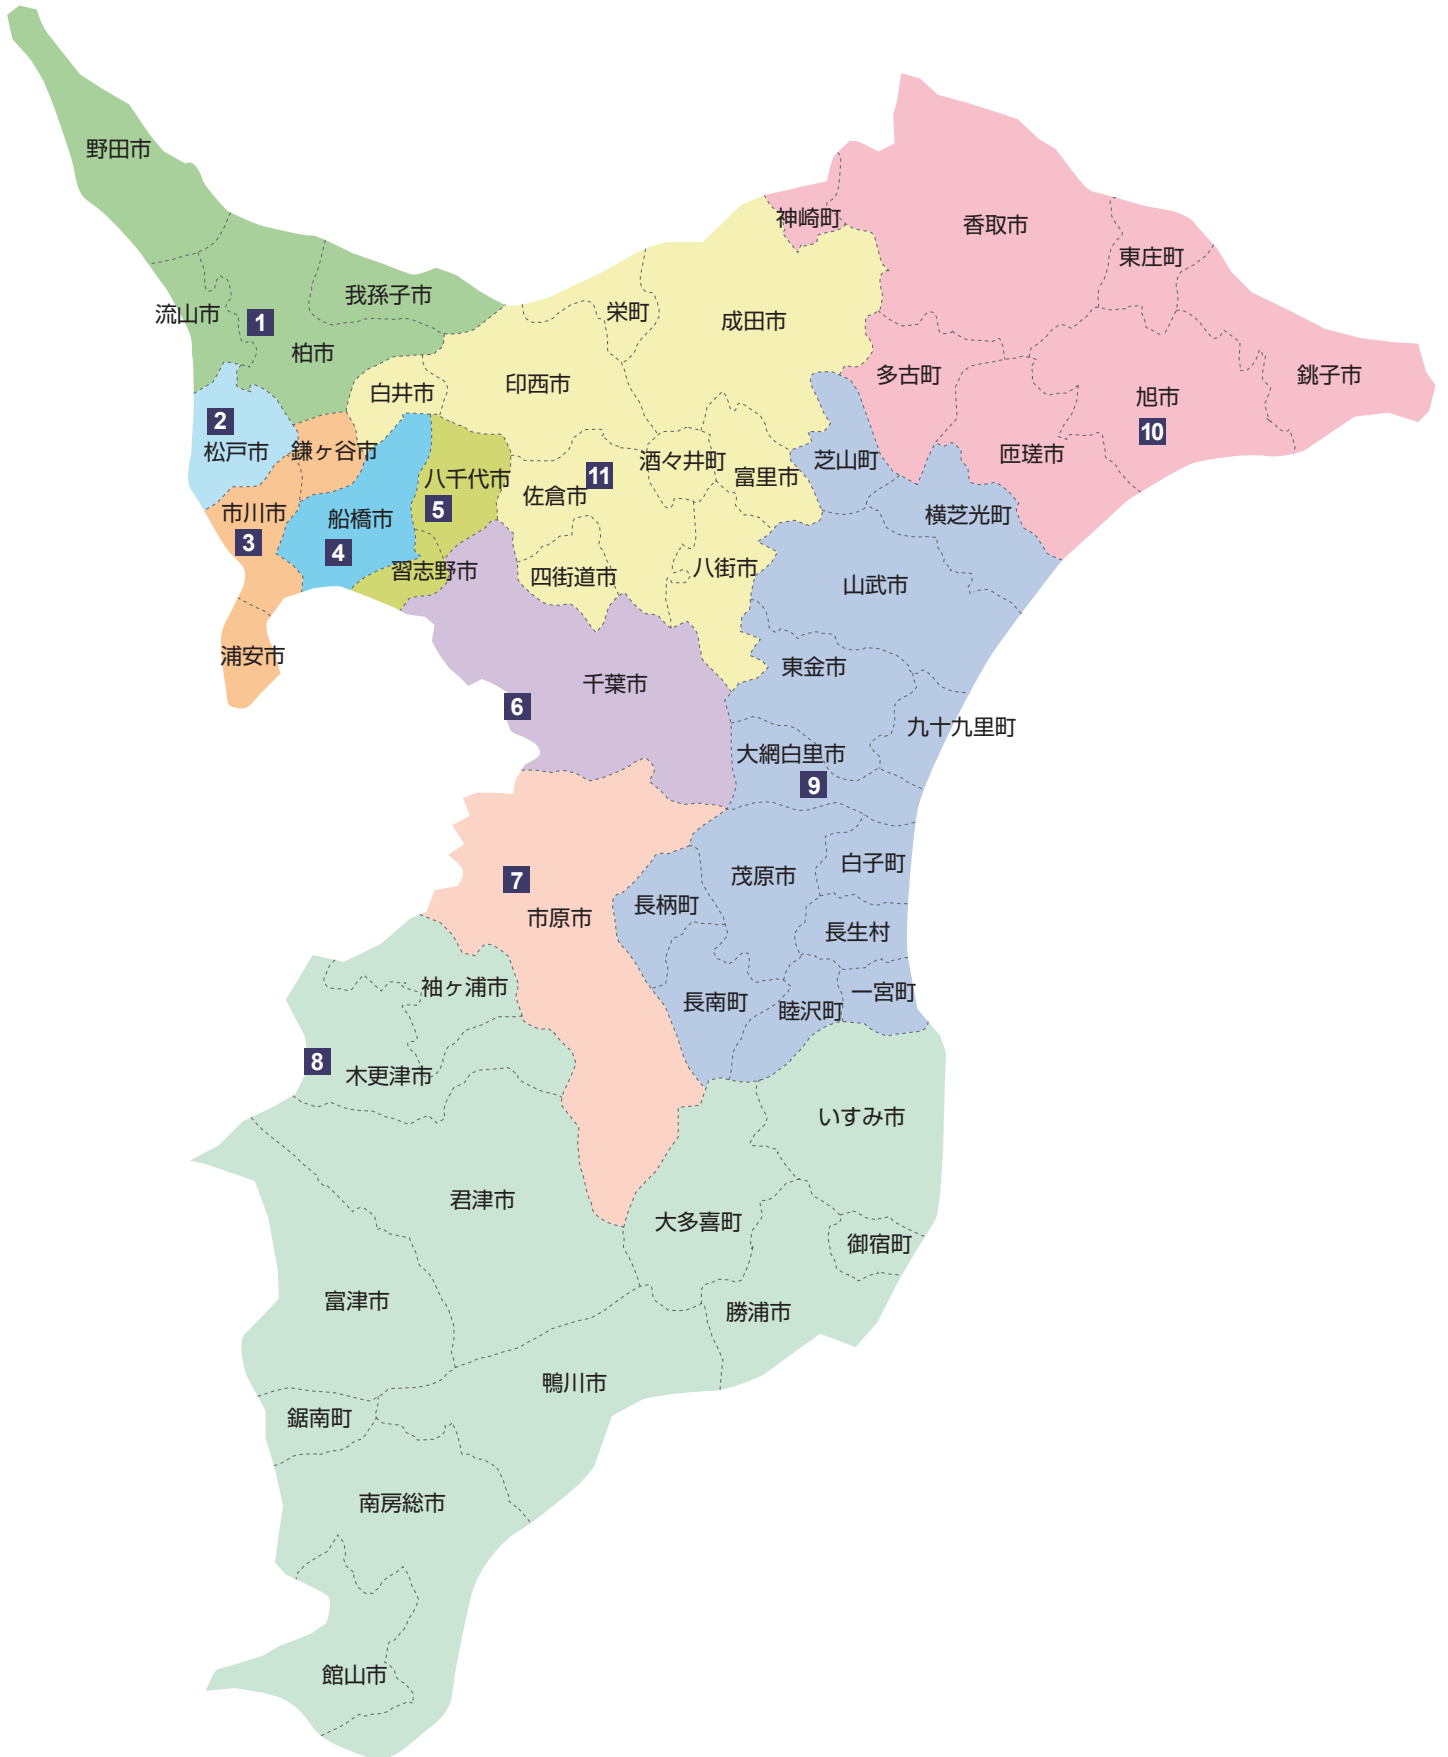 野田市
神崎町
香取市
東庄町
我孫子市
流山市
1
栄町
成田市
柏市
多古町
銚子市
白井市
印西市
旭市
2
10
松戸市
鎌ヶ谷市
匝瑳市
酒々井町
芝山町
八千代市
11
富里市
佐倉市
市川市
5
船橋市
横芝光町
3
4
習志野市
四街道市
八街市
山武市
浦安市
東金市
千葉市
6
九十九里町
大網白里市
9
7
茂原市
白子町
市原市
長柄町
長生村
袖ヶ浦市
長南町
睦沢町
一宮町
8
木更津市
いすみ市
君津市
大多喜町
御宿町
富津市
勝浦市
鴨川市
鋸南町
南房総市
館山市